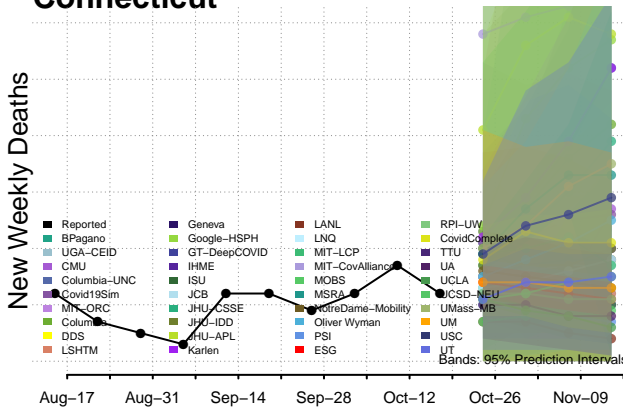 Connecticut
New Weekly Deaths
Reported Geneva LANL RPI−UW
BPagano Google−HSPH LNQ CovidComplete
UGA−CEID GT−DeepCOVID MIT−LCP TTU
CMU IHME MIT−CovAlliance UA
Columbia−UNC ISU MOBS UCLA
Covid19Sim JCB MSRA UCSD−NEU
MIT−ORC JHU−CSSE NotreDame−Mobility UMass−MB
Columbia JHU−IDD Oliver Wyman UM
DDS JHU−APL PSI USC
LSHTM Karlen ESG UT
Bands: 95% Prediction Intervals
Aug−17 Aug−31 Sep−14 Sep−28 Oct−12 Oct−26 Nov−09